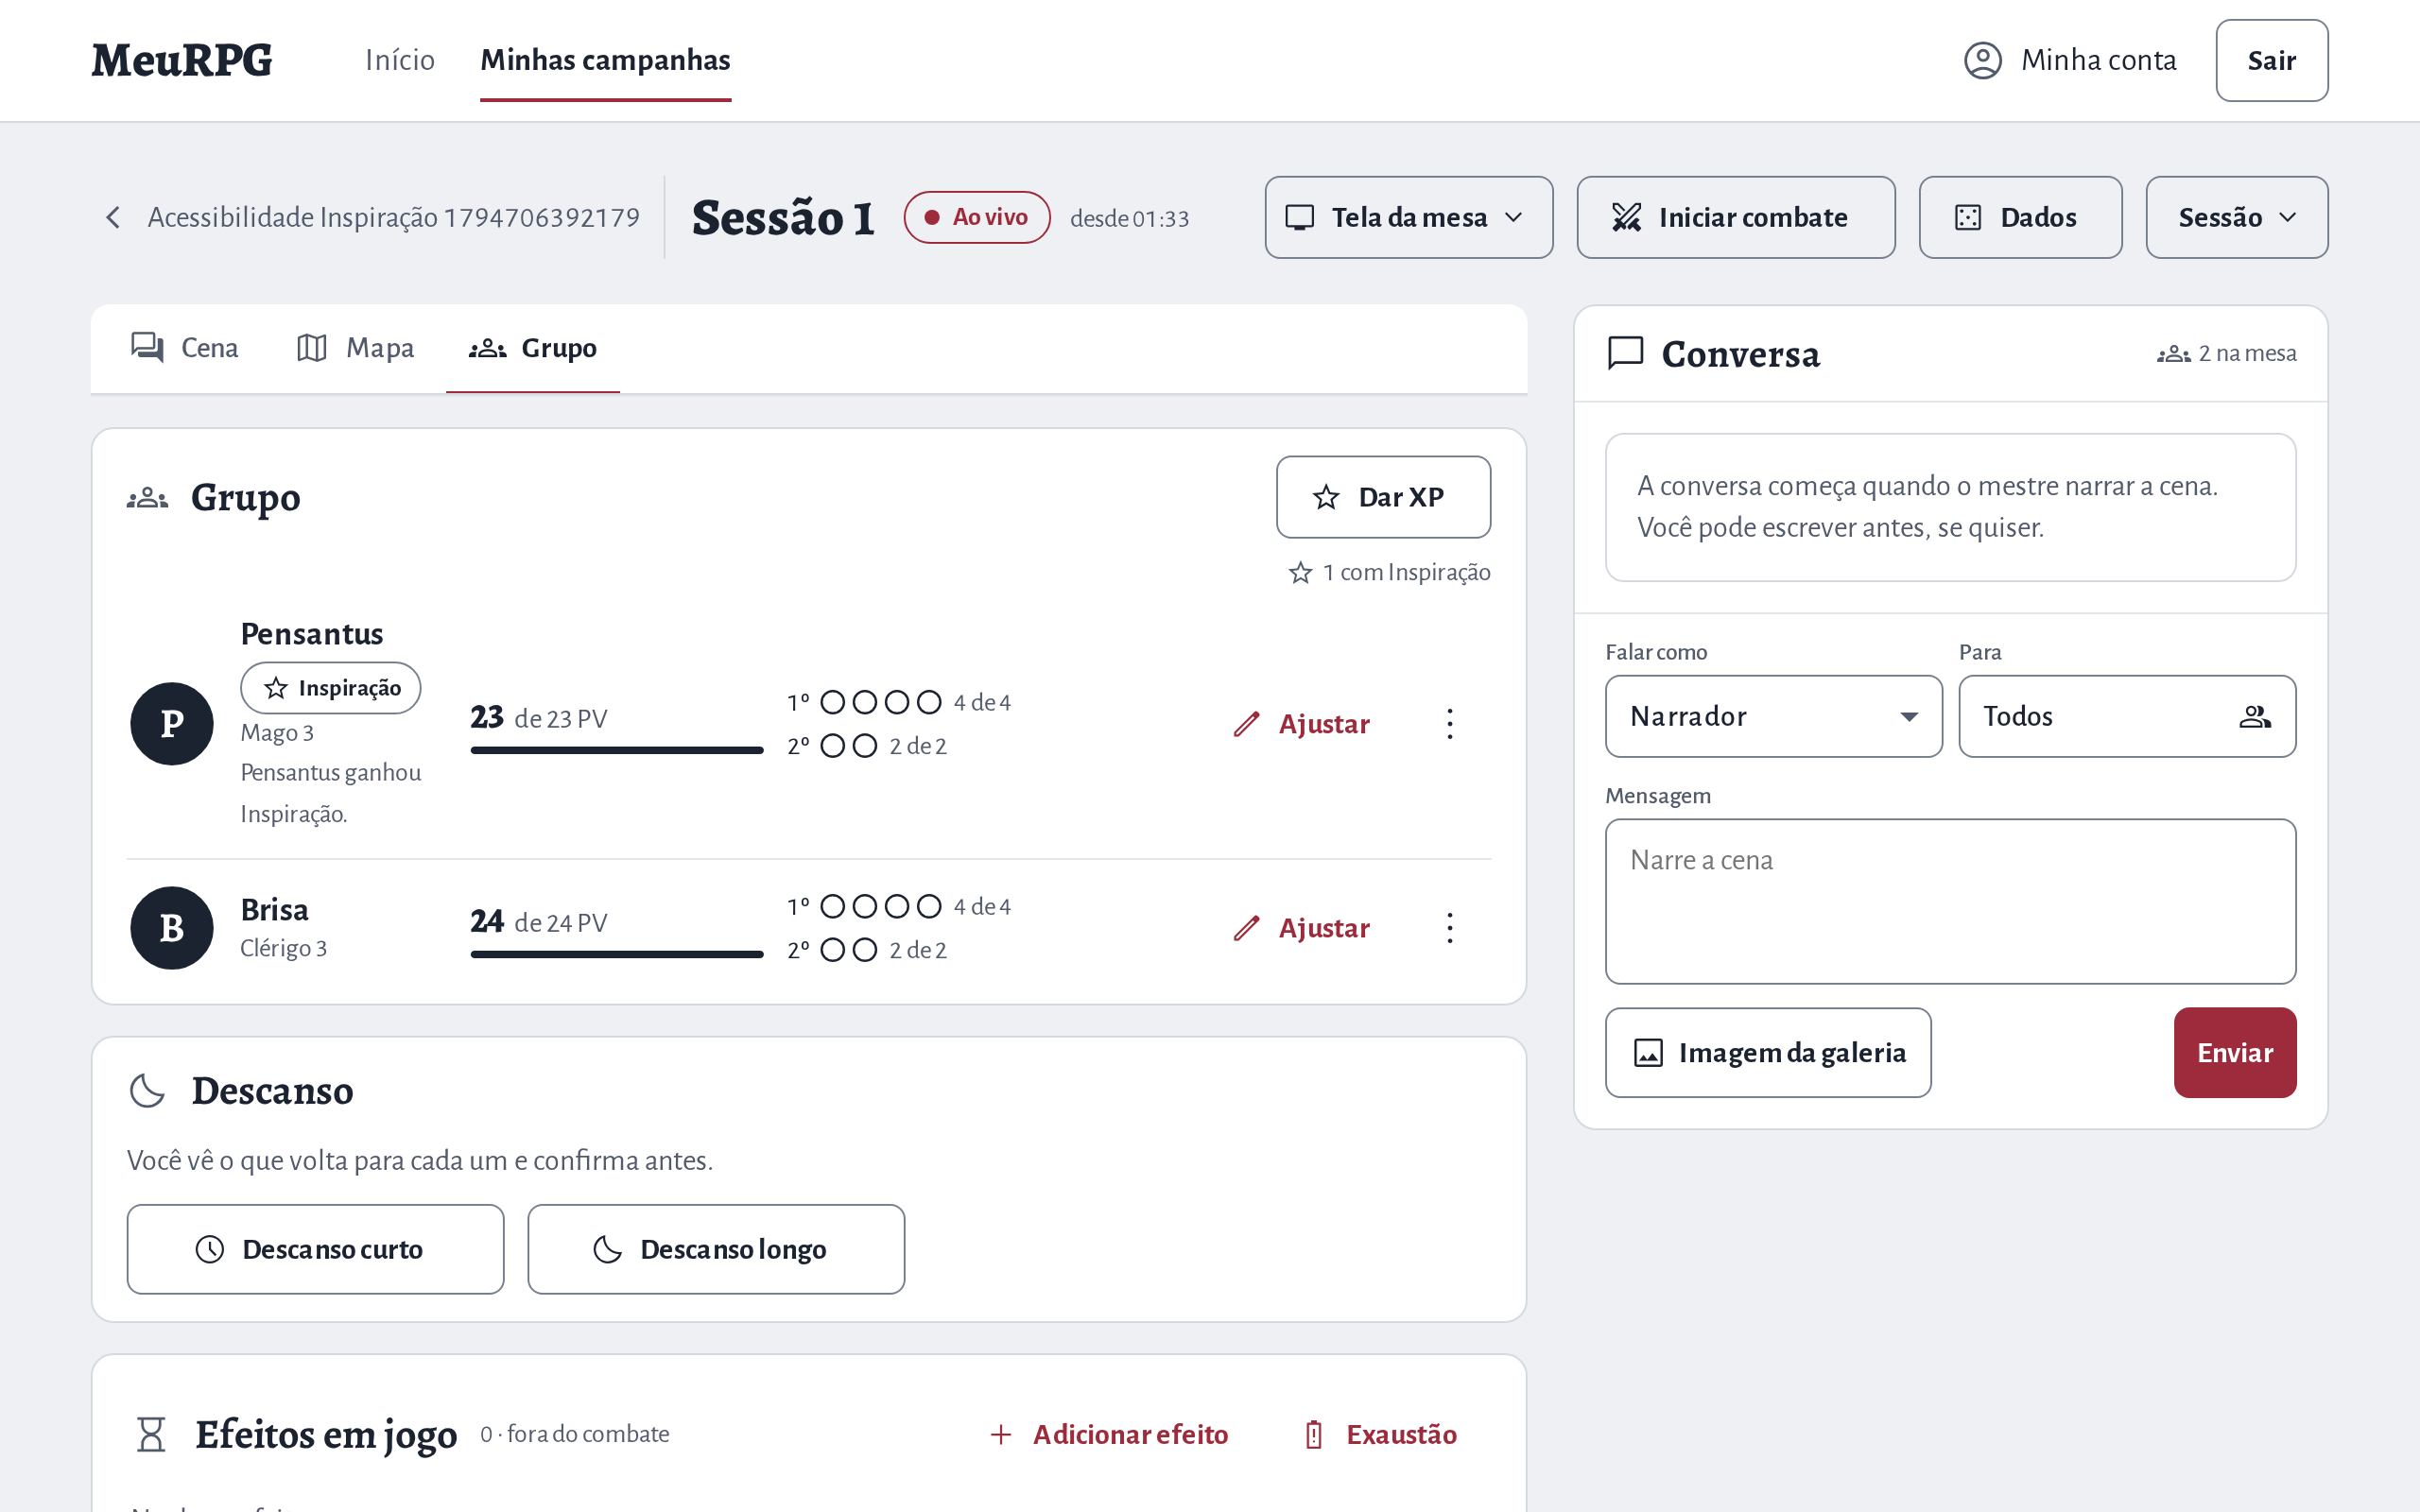 MeuRPG
Início
Minhas campanhas
Minha conta
Sair
Acessibilidade Inspiração 1794706392179
Sessão 1
Ao vivo
desde 01:33
Tela da mesa
Iniciar combate
Dados
Sessão
Cena
Mapa
Grupo
Grupo
Dar XP
1 com Inspiração
P
Pensantus
Inspiração
Mago 3
Pensantus ganhou
Inspiração.
23 de 23 PV
1º 4 de 4
2º 2 de 2
Ajustar
B
Brisa
Clérigo 3
24 de 24 PV
1º 4 de 4
2º 2 de 2
Ajustar
Descanso
Você vê o que volta para cada um e confirma antes.
Descanso curto
Descanso longo
Efeitos em jogo
0 · fora do combate
Adicionar efeito
Exaustão
Conversa
2 na mesa
A conversa começa quando o mestre narrar a cena.
Você pode escrever antes, se quiser.
Falar como
Para
Narrador
Todos
Mensagem
Narre a cena
Imagem da galeria
Enviar